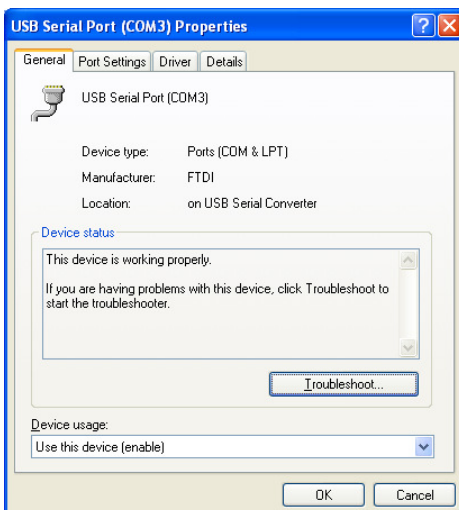 USB Serial Port (COM3) Properties
General Port Settings Driver Details
USB Serial Port (COM3)
Device type: Ports (COM & LPT)
Manufacturer: FTDI
Location: on USB Serial Converter
Device status
This device is working properly.
If you are having problems with this device, click Troubleshoot to
start the troubleshooter.
Troubleshoot...
Device usage:
Use this device (enable)
OK Cancel